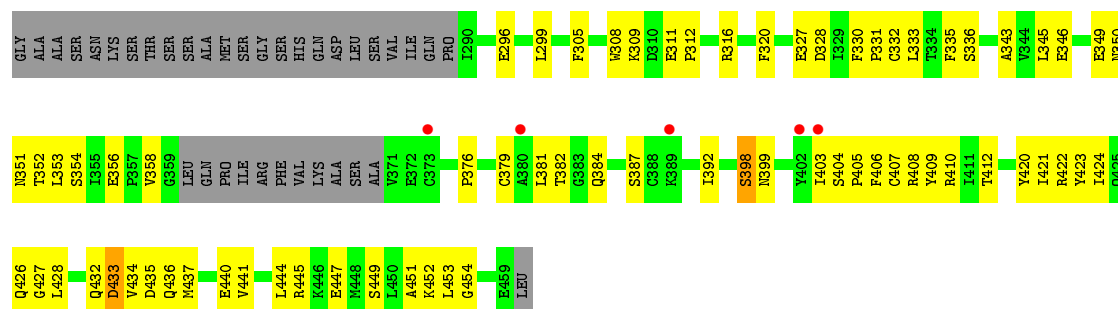 GLY ALA ALA SER ASN LYS SER THR SER SER ALA MET SER GLY SER HIS GLN ASP LEU SER VAL ILE GLN PRO I290 E296 L299 F305 W308 K309 D310 E311 P312 R316 F320 E327 D328 I329 F330 P331 C332 L333 T334 F335 S336 A343 V344 L345 E346 E349 N350
N351 T352 L353 S354 I355 E356 P357 V358 G359 LEU GLN PRO ILE ARG PHE VAL LYS ALA SER ALA V371 E372 C373 P376 C379 A380 L381 T382 G383 Q384 S387 C388 K389 I392 S398 N399 Y402 I403 S404 P405 F406 C407 R408 Y409 R410 I411 T412 Y420 I421 R422 Y423 I424 Q425
Q426 G427 L428 Q432 D433 V434 D435 Q436 M437 E440 V441 L444 R445 K446 E447 M448 S449 L450 A451 K452 L453 G454 E459 LEU